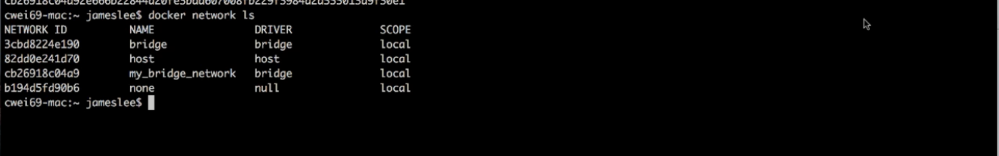 cwei69-mac:~ jameslee$ docker network ls
NETWORK ID NAME DRIVER SCOPE
3cbd8224e190 bridge bridge local
82dd0e241d70 host host local
cb26918c04a9 my_bridge_network bridge local
b194d5fd90b6 none null local
cwei69-mac:~ jameslee$